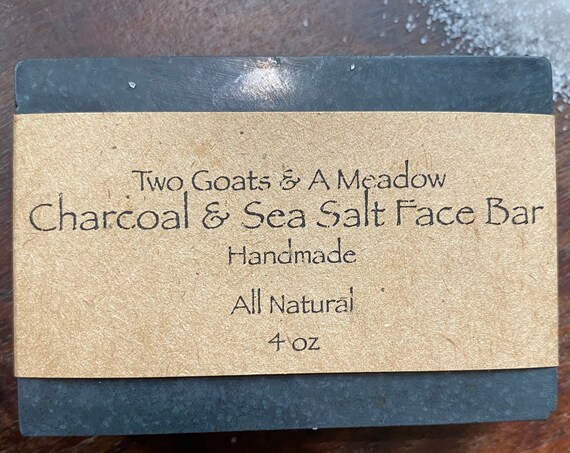 Two Goats & A Meadow
Charcoal & Sea Salt Face Bar
Handmade
All Natural
4 oz